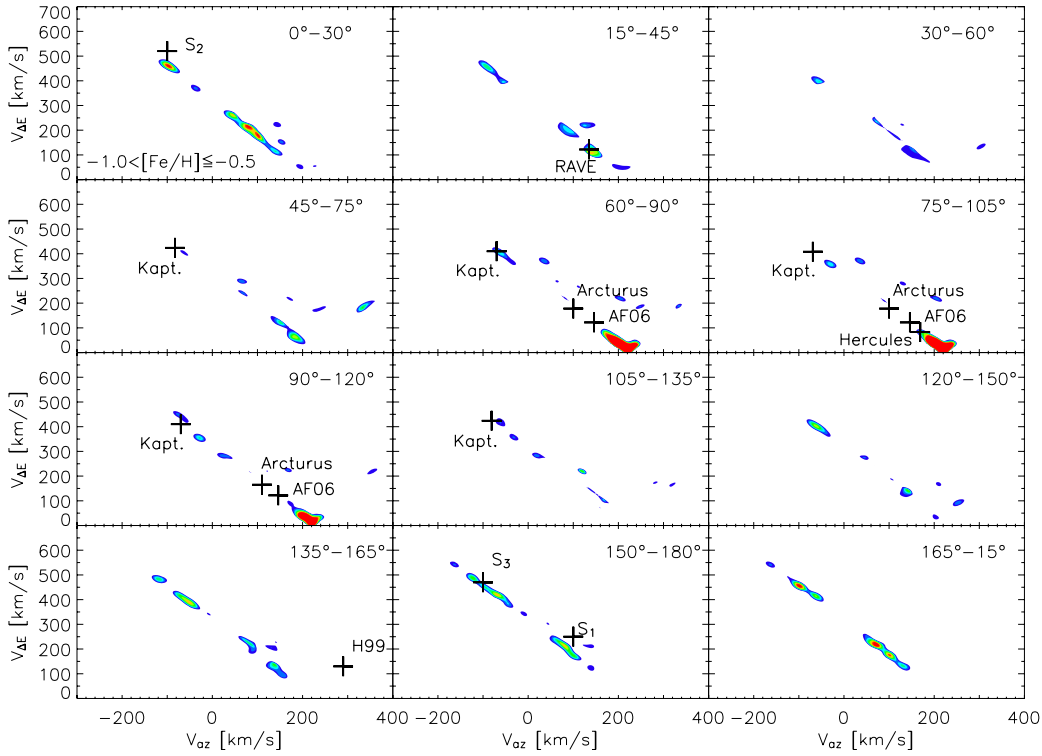 700
600
500
400
300
200
100
0
V_ΔE [km/s]
S₂
0°−30°
−1.0<[Fe/H]≦−0.5
15°−45°
RAVE
30°−60°
600
500
400
300
200
100
0
V_ΔE [km/s]
45°−75°
Kapt.
60°−90°
Kapt.
Arcturus
AF06
75°−105°
Kapt.
Arcturus
AF06
Hercules
600
500
400
300
200
100
0
V_ΔE [km/s]
90°−120°
Kapt.
Arcturus
AF06
105°−135°
Kapt.
120°−150°
600
500
400
300
200
100
0
V_ΔE [km/s]
135°−165°
H99
150°−180°
S₃
S₁
165°−15°
−200 0 200 400
−200 0 200 400
−200 0 200 400
V_az [km/s]
V_az [km/s]
V_az [km/s]